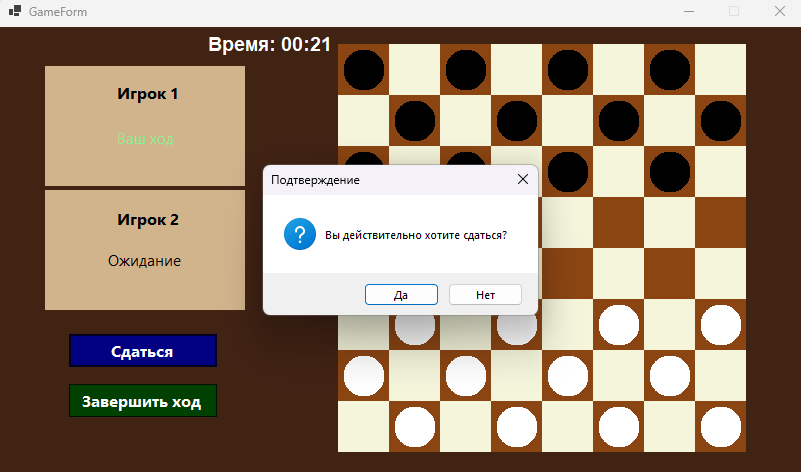 GameForm
Время: 00:21
Игрок 1
Ваш ход
Подтверждение
Вы действительно хотите сдаться?
Да
Нет
Игрок 2
Ожидание
Сдаться
Завершить ход